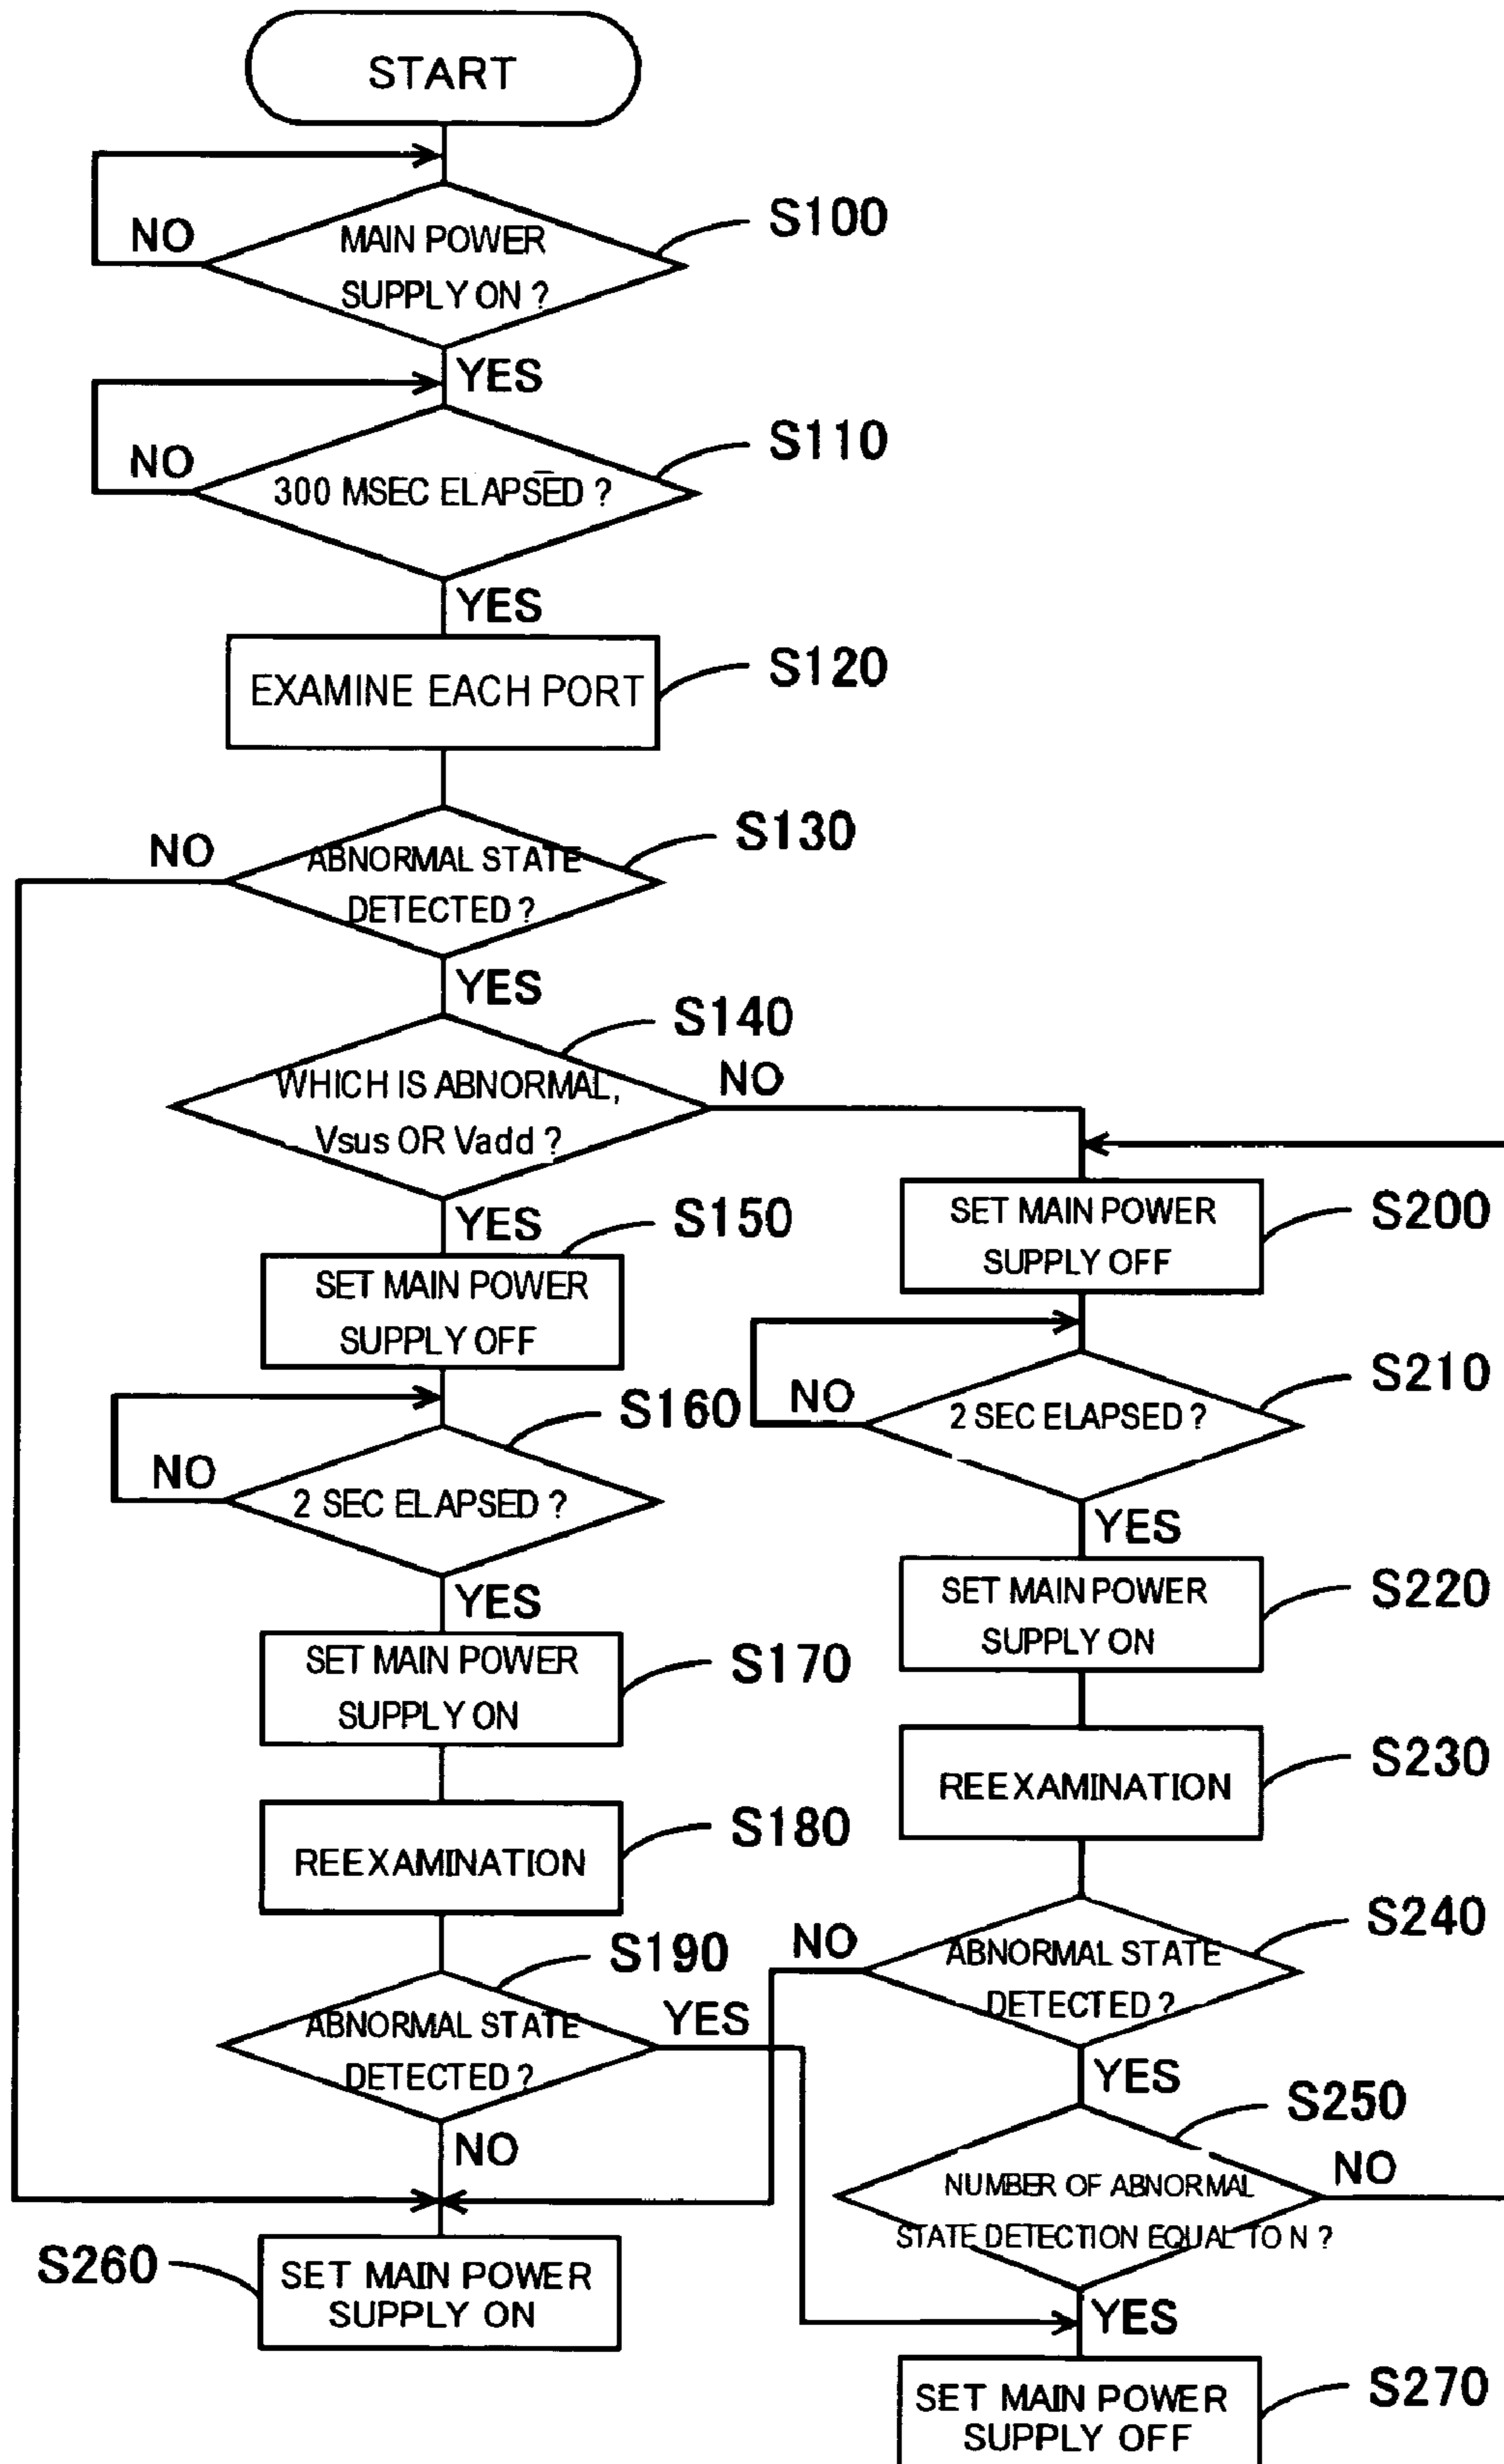 START
NO
MAIN POWER
SUPPLY ON ?
S100
YES
NO
300 MSEC ELAPSED ?
S110
YES
EXAMINE EACH PORT
S120
NO
ABNORMAL STATE
DETECTED ?
S130
YES
WHICH IS ABNORMAL,
Vsus OR Vadd ?
S140
NO
YES
SET MAIN POWER
SUPPLY OFF
S150
NO
2 SEC ELAPSED ?
S160
YES
SET MAIN POWER
SUPPLY ON
S170
REEXAMINATION
S180
ABNORMAL STATE
DETECTED ?
S190
YES
NO
S260
SET MAIN POWER
SUPPLY ON
SET MAIN POWER
SUPPLY OFF
S200
NO
2 SEC ELAPSED ?
S210
YES
SET MAIN POWER
SUPPLY ON
S220
REEXAMINATION
S230
NO
ABNORMAL STATE
DETECTED ?
S240
YES
NUMBER OF ABNORMAL
STATE DETECTION EQUAL TO N ?
S250
NO
YES
SET MAIN POWER
SUPPLY OFF
S270